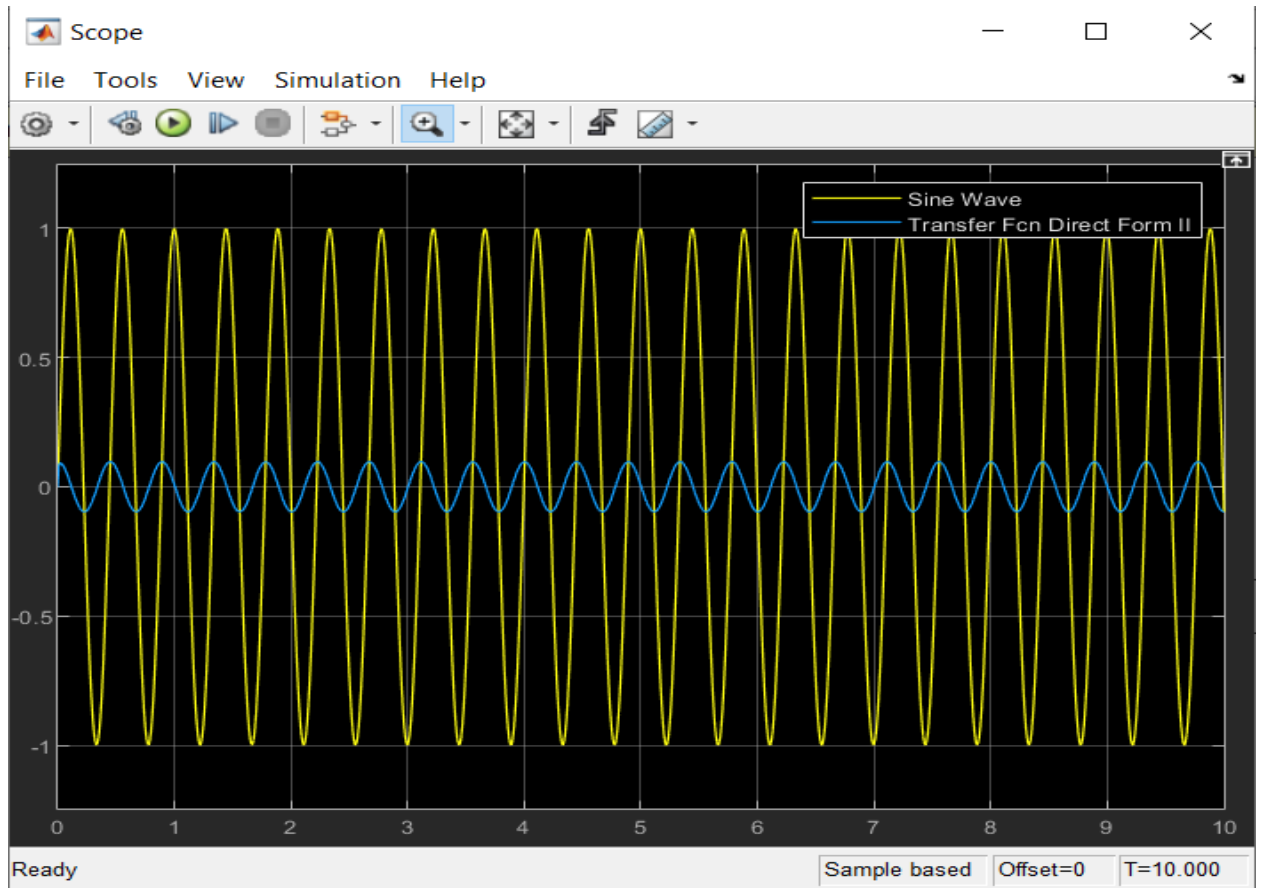 Scope
File Tools View Simulation Help
Sine Wave
Transfer Fcn Direct Form II
1
0.5
0
-0.5
-1
0 1 2 3 4 5 6 7 8 9 10
Ready Sample based Offset=0 T=10.000